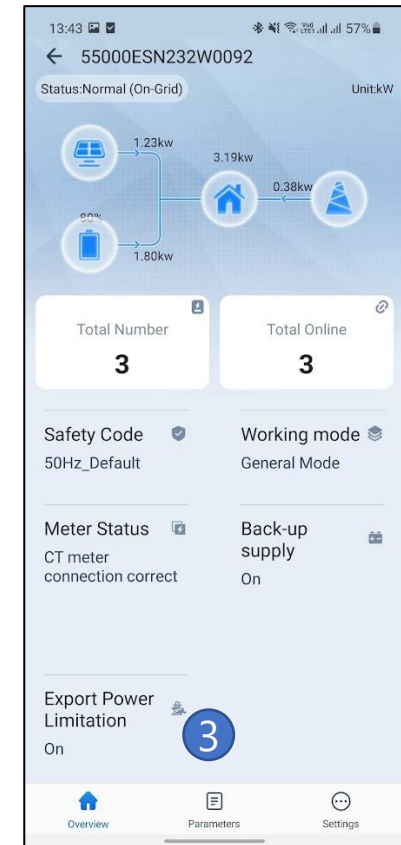 13:43 57%
55000ESN232W0092
Status:Normal (On-Grid) Unit:kW
1.23kw
3.19kw
0.38kw
80%
1.80kw
Total Number Total Online
3 3
Safety Code Working mode
50Hz_Default General Mode
Meter Status Back-up
supply
CT meter
connection correct On
Export Power
Limitation
3
On
Overview Parameters Settings